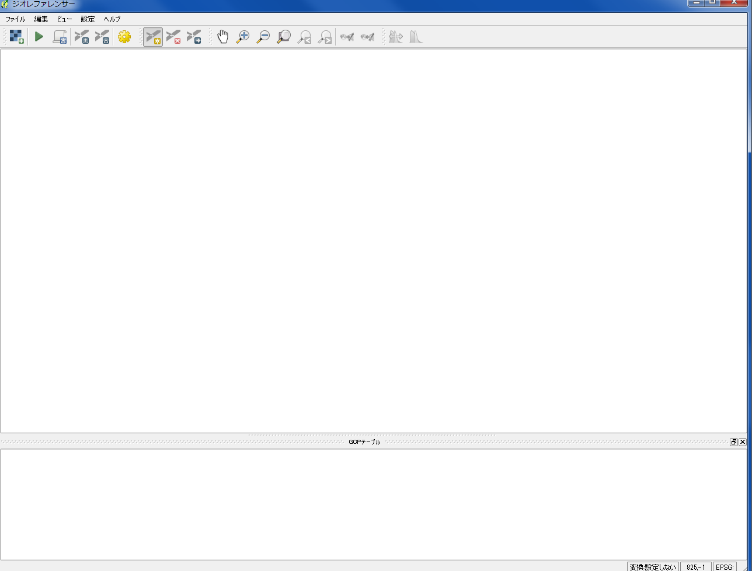 ジオレファレンサー
ファイル 編集 ビュー 設定 ヘルプ
GCPテーブル
変換:設定しない 825,-1 EPSG